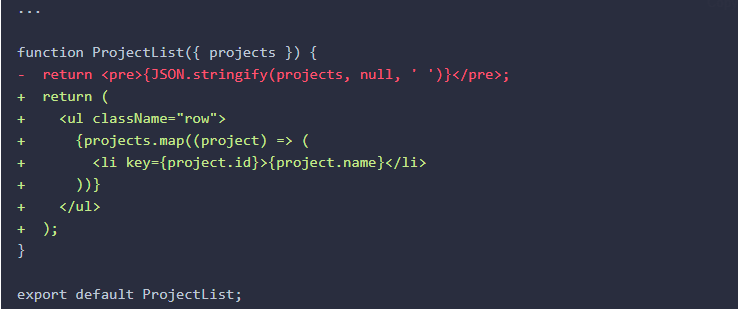 ...

function ProjectList({ projects }) {
-  return <pre>{JSON.stringify(projects, null, ' ')}</pre>;
+  return (
+    <ul className="row">
+      {projects.map((project) => (
+        <li key={project.id}>{project.name}</li>
+      ))}
+    </ul>
+  );
}

export default ProjectList;